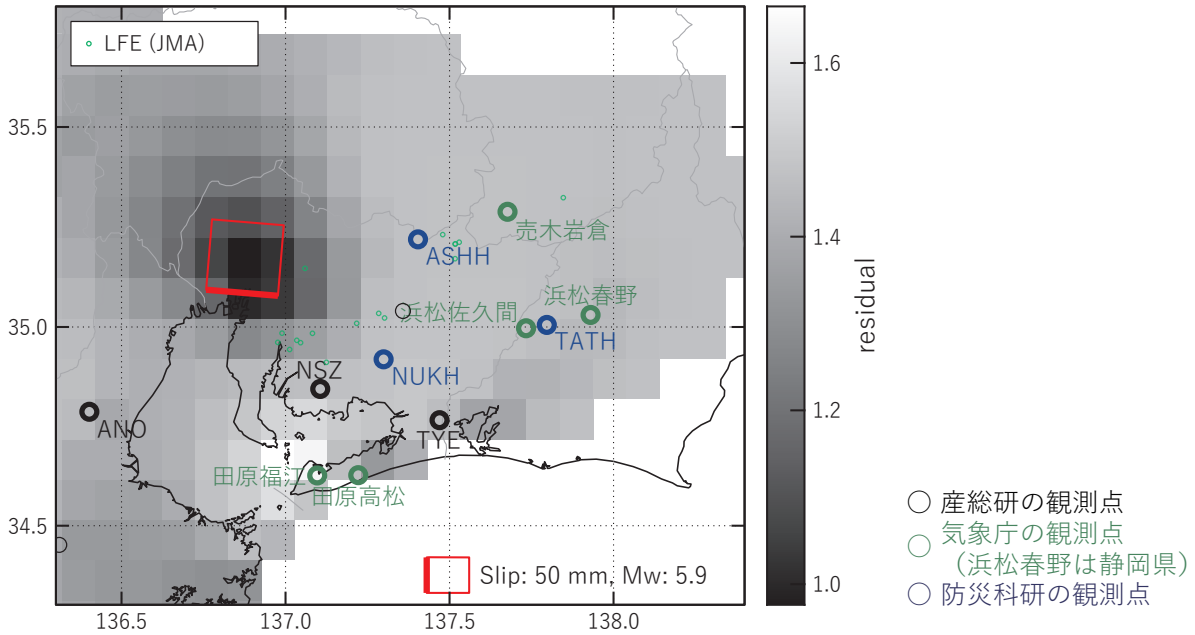 LFE (JMA)
35.5
35.0
34.5
136.5
137.0
137.5
138.0
売木岩倉
ASHH
浜松春野
浜松佐久間
TATH
NSZ
NUKH
ANO
TYE
田原福江
田原高松
Slip: 50 mm, Mw: 5.9
1.6
1.4
1.2
1.0
residual
産総研の観測点
気象庁の観測点
（浜松春野は静岡県）
防災科研の観測点